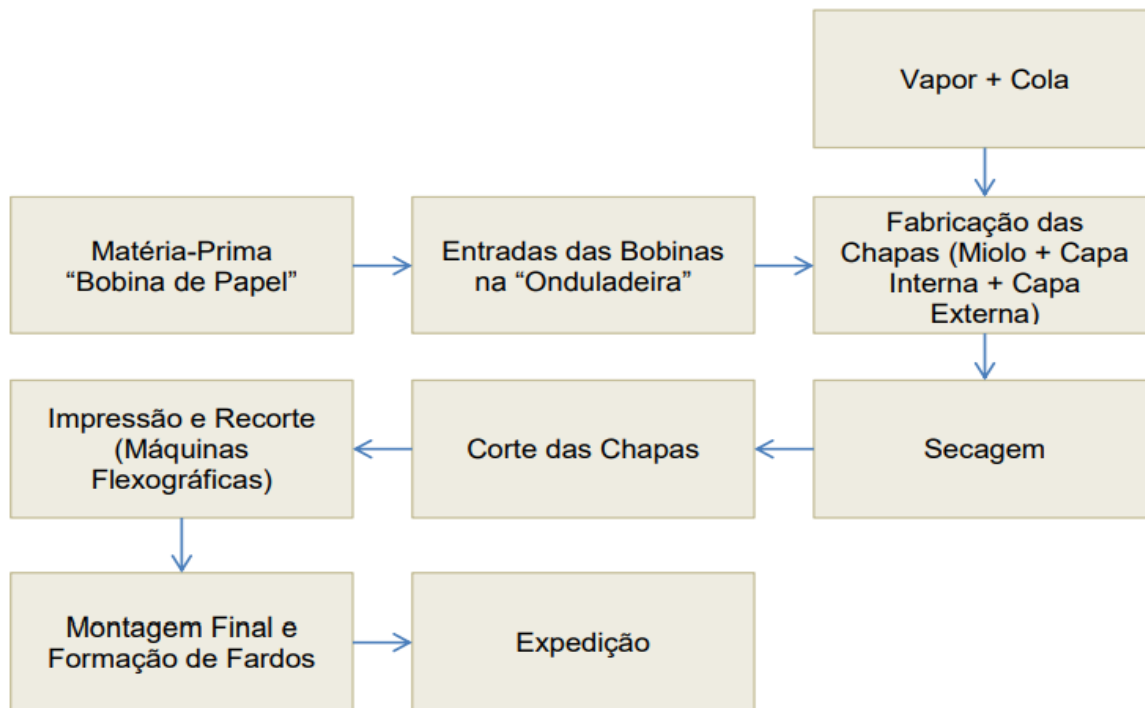 Vapor + Cola
Matéria-Prima
“Bobina de Papel”
Entradas das Bobinas
na “Onduladeira”
Fabricação das
Chapas (Miolo + Capa
Interna + Capa
Externa)
Impressão e Recorte
(Máquinas
Flexográficas)
Corte das Chapas
Secagem
Montagem Final e
Formação de Fardos
Expedição